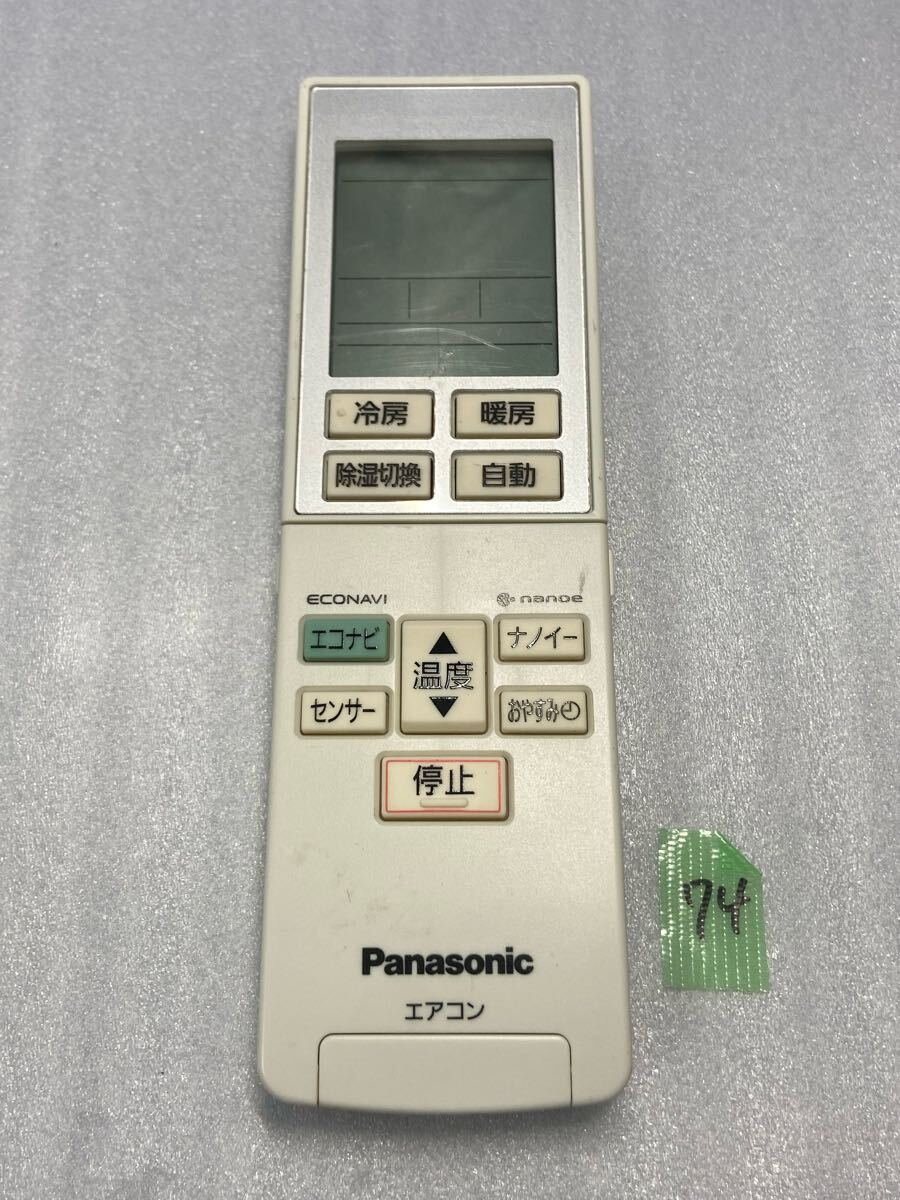 冷房 暖房
除湿切換 自動
ECONAVI nanoe
エコナビ ▲ ナノイー
温度
センサー ▼ おやすみ
停止
Panasonic
エアコン
74